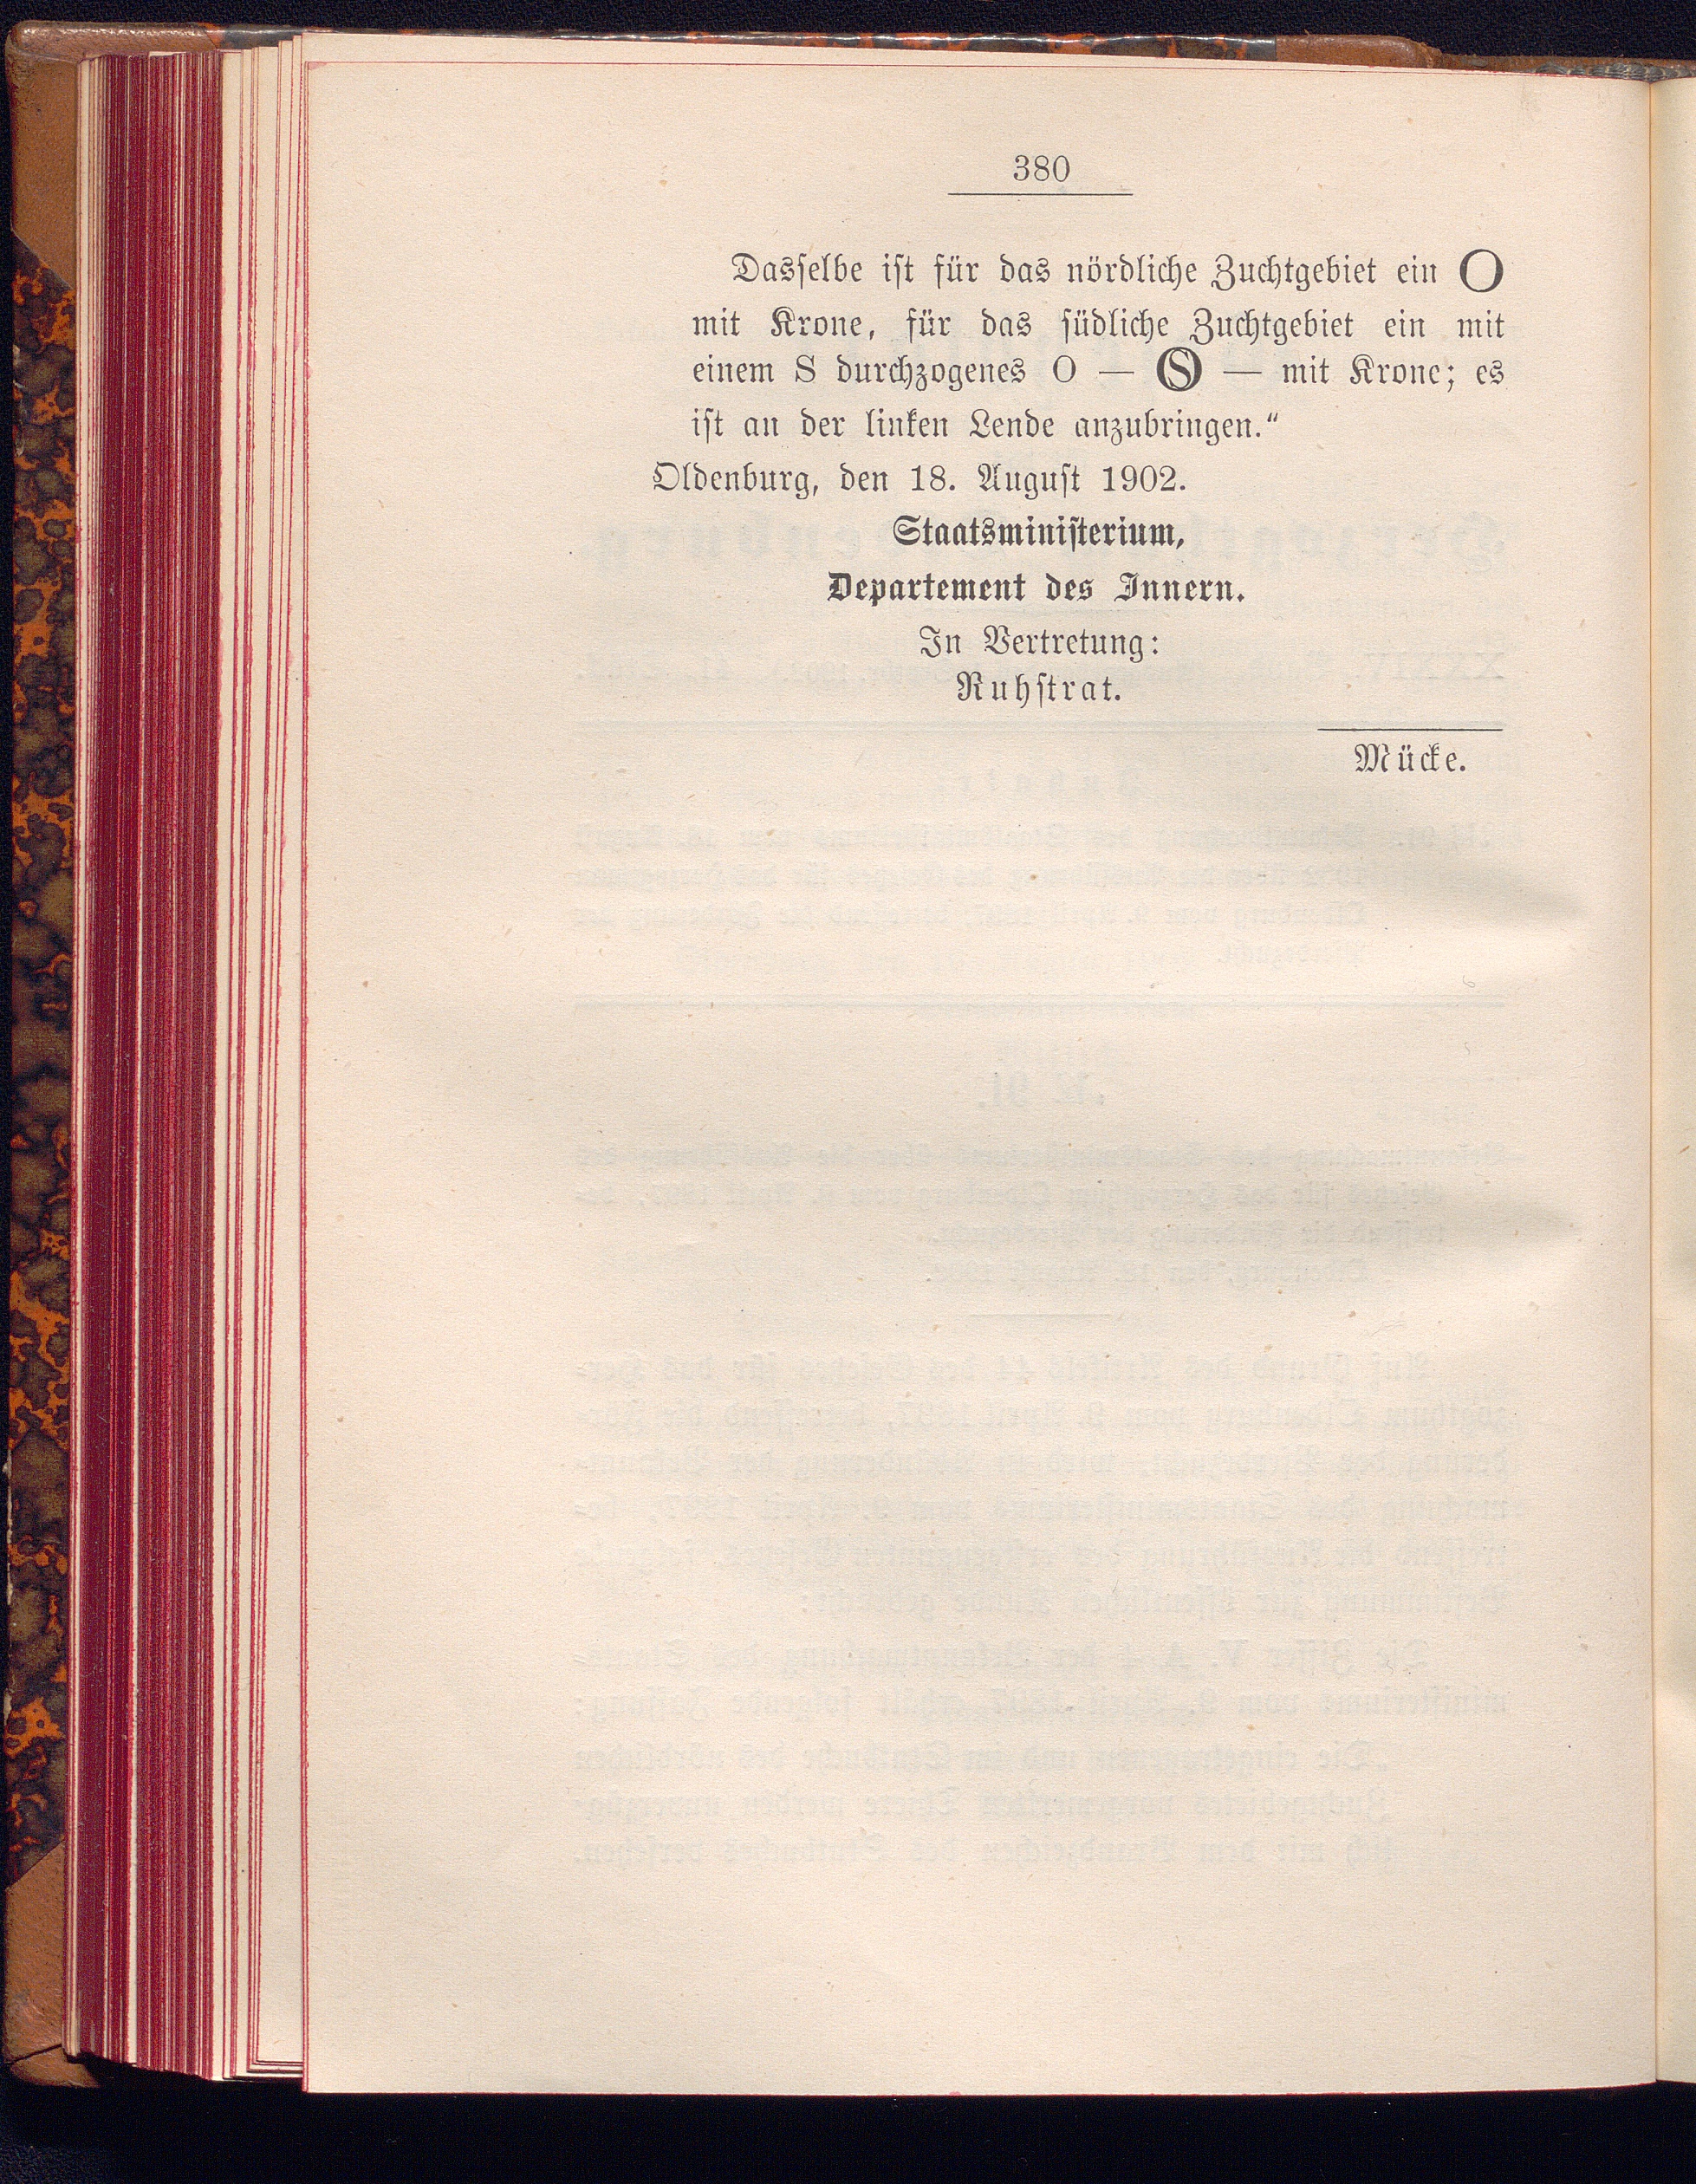 380
Dasselbe ist für das nördliche Zuchtgebiet ein O
mit Krone, für das südliche Zuchtgebiet ein mit
einem S durchzogenes O — Ⓢ — mit Krone; es
ist an der linken Lende anzubringen.“
Oldenburg, den 18. August 1902.
Staatsministerium,
Departement des Innern.
In Vertretung:
Ruhstrat.
Mücke.